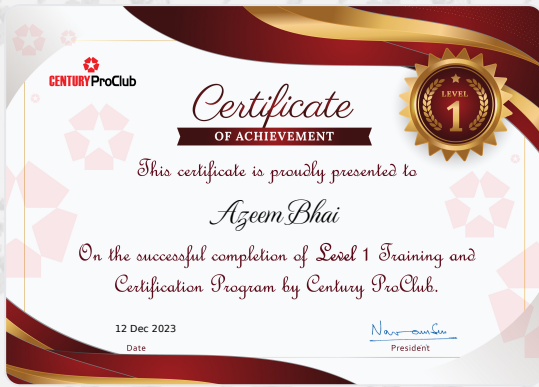 CENTURY ProClub
LEVEL
1
Certificate
OF ACHIEVEMENT
This certificate is proudly presented to
Azeem Bhai
On the successful completion of Level 1 Training and
Certification Program by Century ProClub.
12 Dec 2023
Date
President